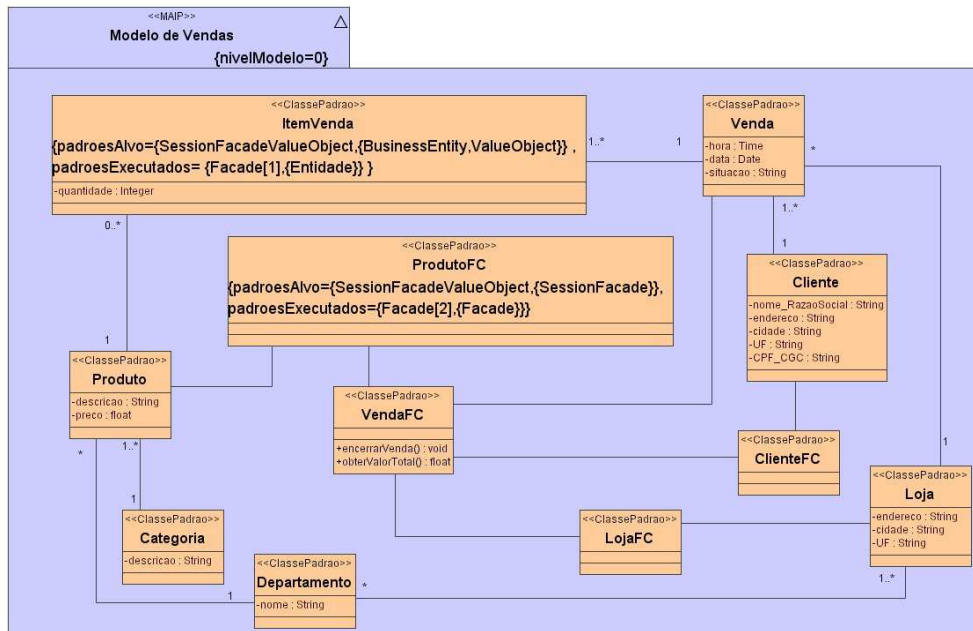 <<MAIP>>
Modelo de Vendas
{nivelModelo=0}
<<ClassePadrao>>
ItemVenda
{padroesAlvo={SessionFacadeValueObject,{BusinessEntity,ValueObject}} ,
padroesExecutados= {Facade[1],{Entidade}} }
-quantidade : Integer
1..*
1
<<ClassePadrao>>
Venda
-hora : Time
-data : Date
-situacao : String
*
1..*
1
0..*
1
<<ClassePadrao>>
ProdutoFC
{padroesAlvo={SessionFacadeValueObject,{SessionFacade}},
padroesExecutados={Facade[2],{Facade}}}
<<ClassePadrao>>
Cliente
-nome_RazaoSocial : String
-endereco : String
-cidade : String
-UF : String
-CPF_CGC : String
<<ClassePadrao>>
Produto
-descricao : String
-preco : float
*
1..*
1
<<ClassePadrao>>
VendaFC
+encerrarVenda() : void
+obterValorTotal() : float
<<ClassePadrao>>
ClienteFC
1
<<ClassePadrao>>
Loja
-endereco : String
-cidade : String
-UF : String
1..*
<<ClassePadrao>>
Categoria
-descricao : String
<<ClassePadrao>>
LojaFC
<<ClassePadrao>>
Departamento
-nome : String
1
*